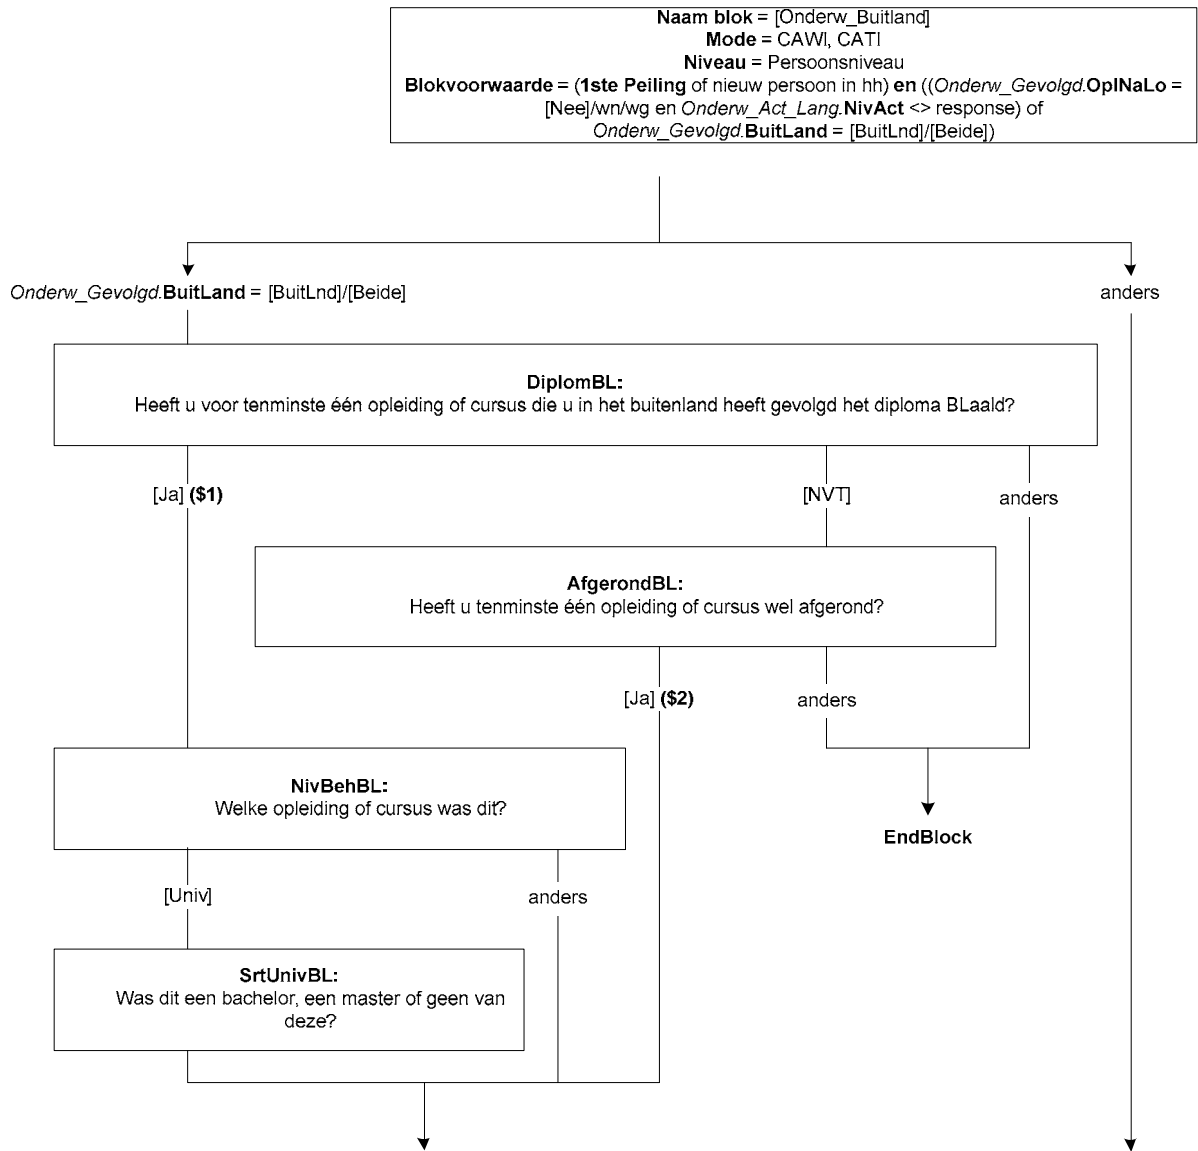 Naam blok = [Onderw_Buitland]
Mode = CAWI, CATI
Niveau = Persoonsniveau
Blokvoorwaarde = (1ste Peiling of nieuw persoon in hh) en ((Onderw_Gevolgd.OplNaLo =
[Nee]/wn/wg en Onderw_Act_Lang.NivAct <> response) of
Onderw_Gevolgd.BuitLand = [BuitLnd]/[Beide])
Onderw_Gevolgd.BuitLand = [BuitLnd]/[Beide]
anders
DiplomBL:
Heeft u voor tenminste één opleiding of cursus die u in het buitenland heeft gevolgd het diploma BLaald?
[Ja] ($1)
[NVT]
anders
AfgerondBL:
Heeft u tenminste één opleiding of cursus wel afgerond?
[Ja] ($2)
anders
NivBehBL:
Welke opleiding of cursus was dit?
EndBlock
[Univ]
anders
SrtUnivBL:
Was dit een bachelor, een master of geen van
deze?